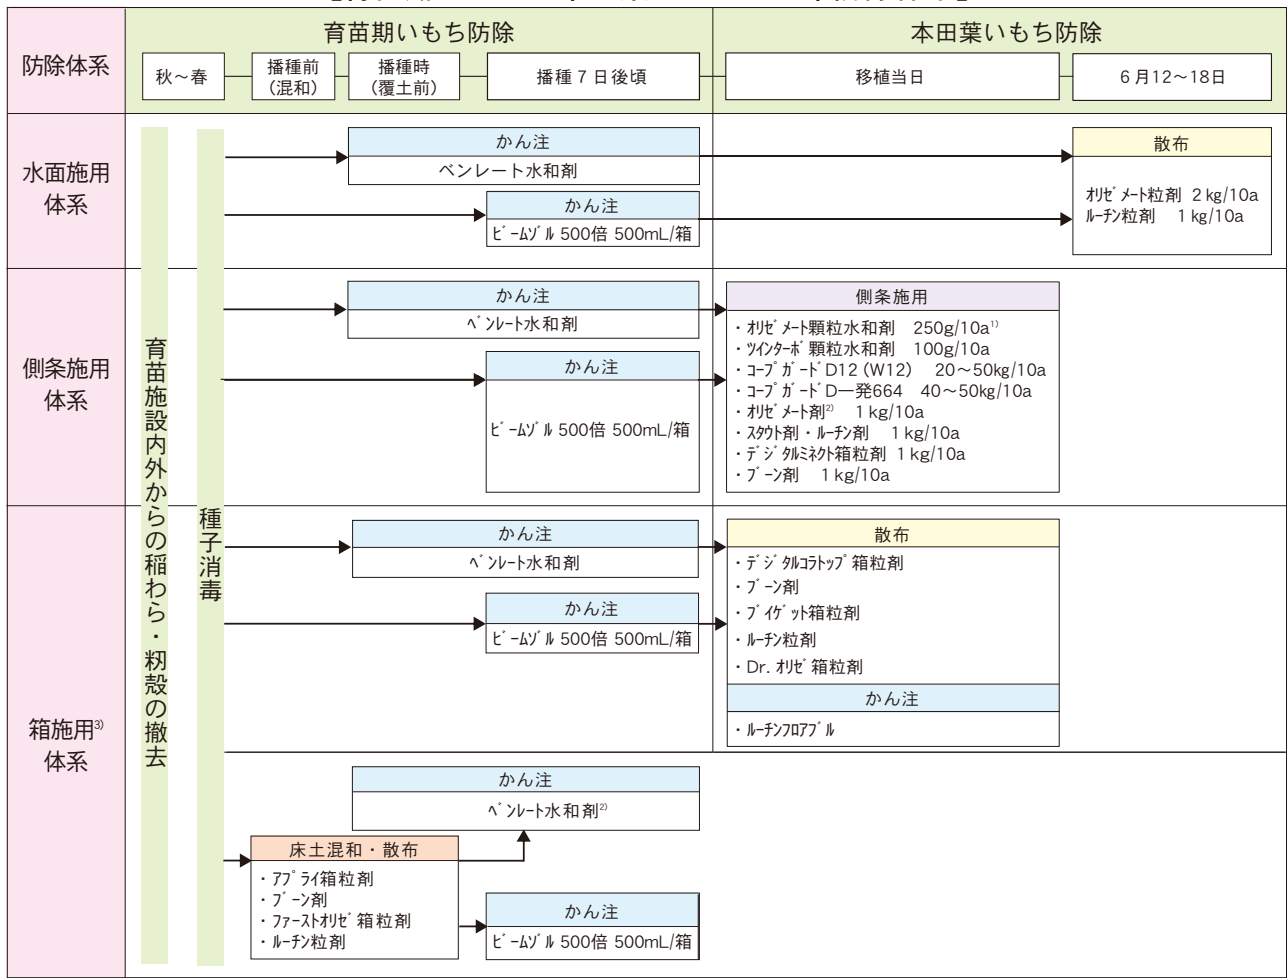 防除体系
育苗期いもち防除
本田葉いもち防除
秋～春
播種前
(混和)
播種時
(覆土前)
播種7日後頃
移植当日
6月12～18日
育苗施設内外からの稲わら・籾殻の撤去
種子消毒
水面施用
体系
かん注
ベンレート水和剤
かん注
ビームゾル 500倍 500mL/箱
散布
オリゼメート粒剤 2kg/10a
ルーチン粒剤 1kg/10a
側条施用
体系
かん注
ベンレート水和剤
かん注
ビームゾル 500倍 500mL/箱
側条施用
・オリゼメート顆粒水和剤 250g/10a¹⁾
・ツインターボ顆粒水和剤 100g/10a
・コープガードD12 (W12) 20～50kg/10a
・コープガードD一発664 40～50kg/10a
・オリゼメート剤²⁾ 1kg/10a
・スタウト剤・ルーチン剤 1kg/10a
・デジタルミネクト箱粒剤 1kg/10a
・ブーン剤 1kg/10a
箱施用³⁾
体系
かん注
ベンレート水和剤
かん注
ビームゾル 500倍 500mL/箱
散布
・デジタルコラトップ箱粒剤
・ブーン剤
・ブイゲット箱粒剤
・ルーチン粒剤
・Dr. オリゼ箱粒剤
かん注
・ルーチンフロアブル
かん注
ベンレート水和剤²⁾
床土混和・散布
・アプライ箱粒剤
・ブーン剤
・ファーストオリゼ箱粒剤
・ルーチン粒剤
かん注
ビームゾル 500倍 500mL/箱